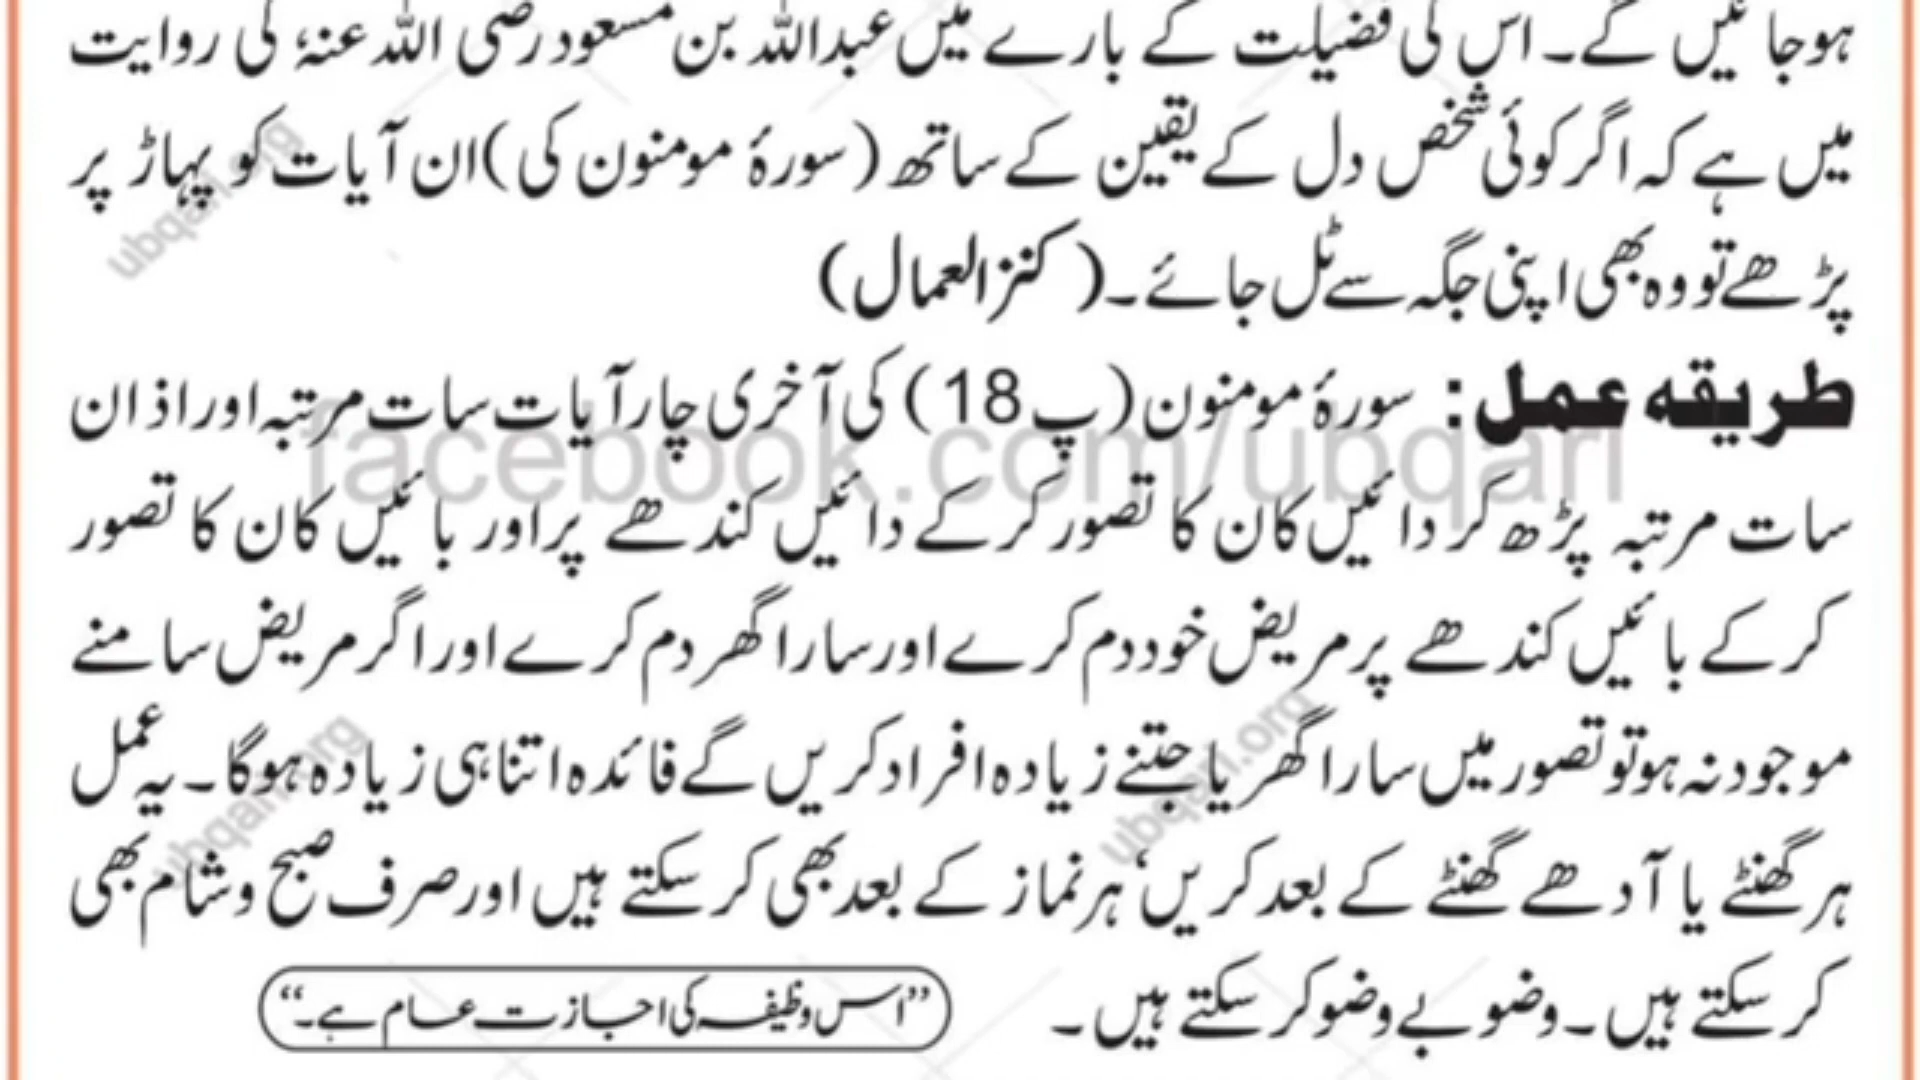 ہوجائیں گے۔ اس کی فضیلت کے بارے میں عبداللہ بن مسعود رضی اللہ عنہٗ کی روایت
میں ہے کہ اگر کوئی شخص دل کے یقین کے ساتھ (سورۂ مومنون کی) ان آیات کو پہاڑ پر
پڑھے تو وہ بھی اپنی جگہ سے ٹل جائے۔ (کنزالعمال)
طریقہ عمل: سورۂ مومنون (پ18) کی آخری چار آیات سات مرتبہ اور اذان
سات مرتبہ پڑھ کر دائیں کان کا تصور کرکے دائیں کندھے پر اور بائیں کان کا تصور
کرکے بائیں کندھے پر مریض خود دم کرے اور سارا گھر دم کرے اور اگر مریض سامنے
موجود نہ ہو تو تصور میں سارا گھر یا جتنے زیادہ افراد کریں گے فائدہ اتنا ہی زیادہ ہوگا۔ یہ عمل
ہر گھنٹے یا آدھے گھنٹے کے بعد کریں‘ ہر نماز کے بعد بھی کرسکتے ہیں اور صرف صبح و شام بھی
کرسکتے ہیں۔ وضو بے وضو کرسکتے ہیں۔
”اس وظیفہ کی اجازت عام ہے۔“
facebook.com/ubqari
ubqari.org
ubqari.org
ubqari.org